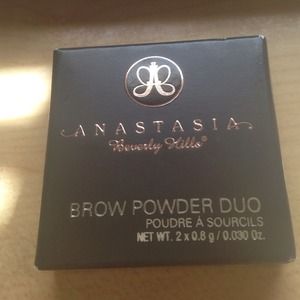 ANASTASIA
Beverly Hills®
BROW POWDER DUO
POUDRE À SOURCILS
NET WT. 2 x 0.8 g / 0.030 Oz.